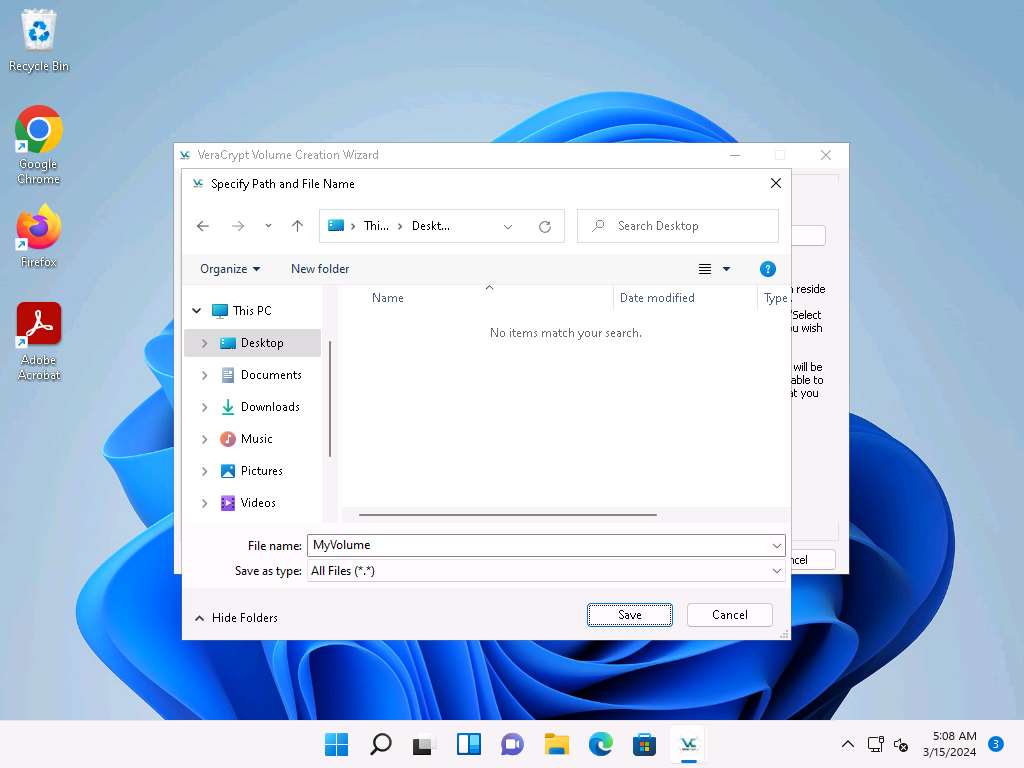 Recycle Bin
Google
Chrome
Firefox
Adobe
Acrobat
VeraCrypt Volume Creation Wizard
Specify Path and File Name
Thi...
Deskt...
Search Desktop
Organize
New folder
?
Name
Date modified
Type
No items match your search.
This PC
Desktop
Documents
Downloads
Music
Pictures
Videos
reside
Select
u wish
will be
able to
at you
File name:
MyVolume
Save as type:
All Files (*.*)
Hide Folders
Save
Cancel
ncel
5:08 AM
3/15/2024
3